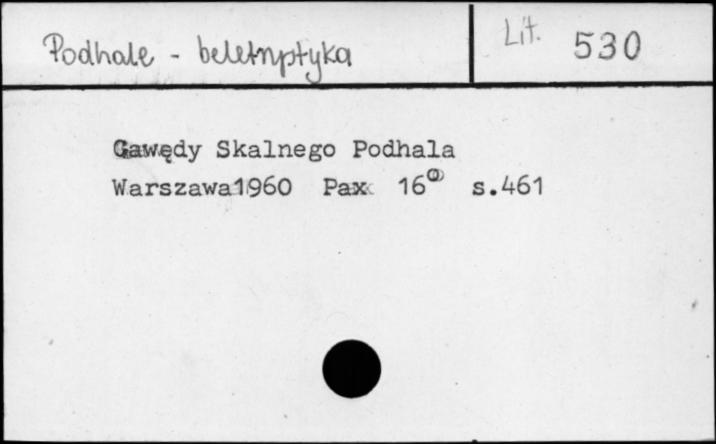 Podhale - beletrystyka
Lit. 530
Gawędy Skalnego Podhala
Warszawa1960 Pax 16° s.461